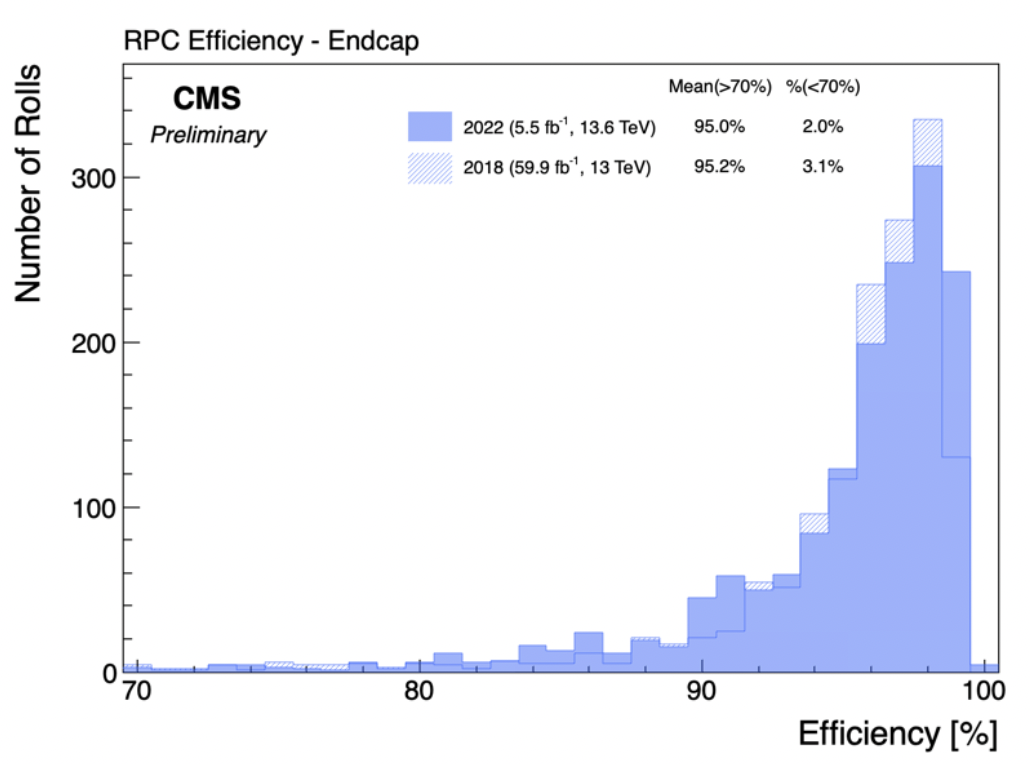 RPC Efficiency - Endcap
Number of Rolls
CMS
Preliminary
Mean(>70%) %(<70%)
2022 (5.5 fb⁻¹, 13.6 TeV) 95.0% 2.0%
2018 (59.9 fb⁻¹, 13 TeV) 95.2% 3.1%
300
200
100
0
70 80 90 100
Efficiency [%]